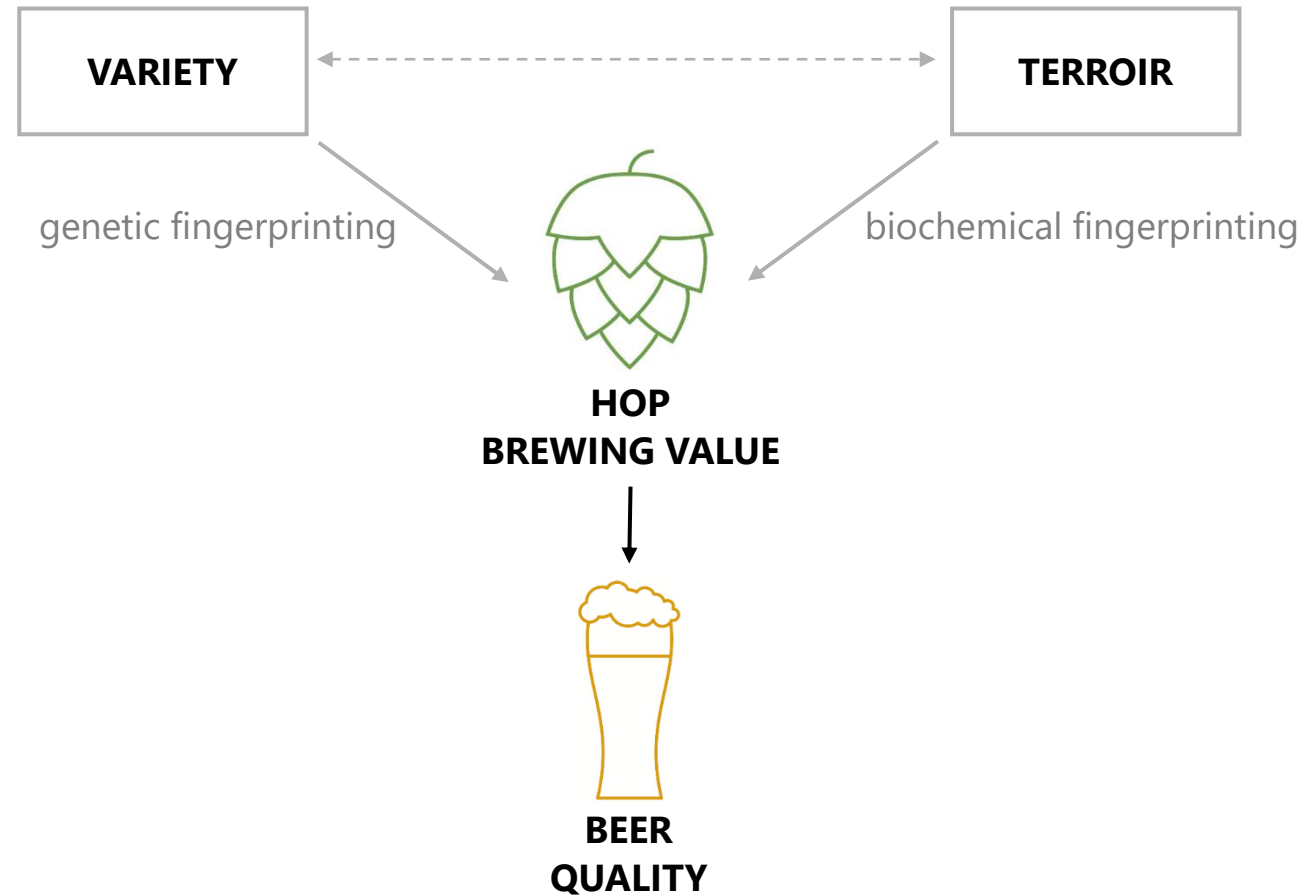 VARIETY
TERROIR
genetic fingerprinting
biochemical fingerprinting
HOP
BREWING VALUE
BEER
QUALITY